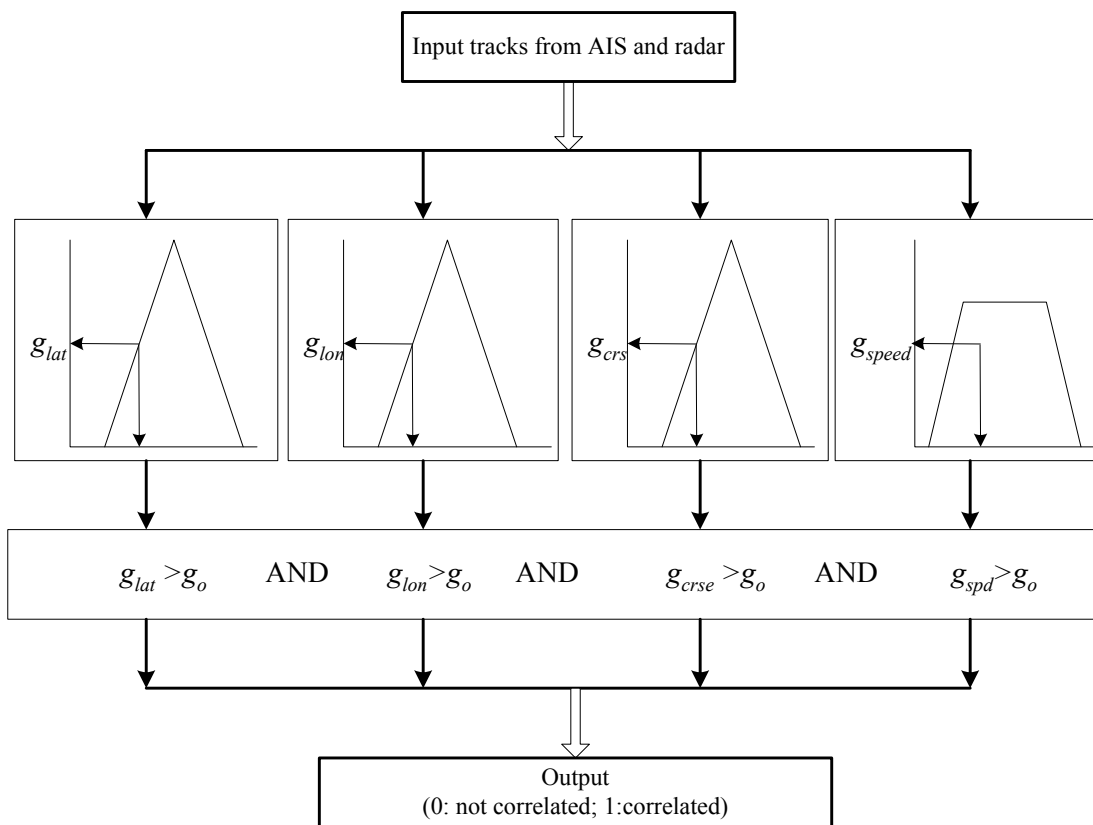 Input tracks from AIS and radar
g_lat
g_lon
g_crs
g_speed
g_lat >g_o AND g_lon>g_o AND g_crse >g_o AND g_spd>g_o
Output
(0: not correlated; 1:correlated)